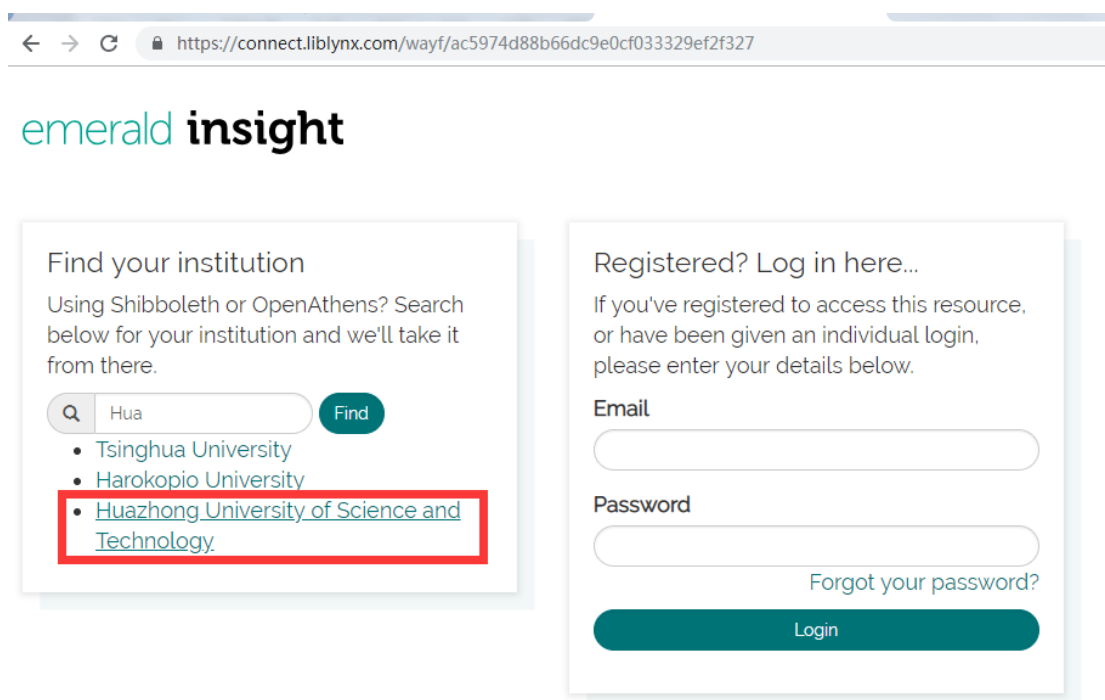 https://connect.liblynx.com/wayf/ac5974d88b66dc9e0cf033329ef2f327
emerald insight
Find your institution
Using Shibboleth or OpenAthens? Search
below for your institution and we'll take it
from there.
Hua
Find
Tsinghua University
Harokopio University
Huazhong University of Science and
Technology
Registered? Log in here...
If you've registered to access this resource,
or have been given an individual login,
please enter your details below.
Email
Password
Forgot your password?
Login